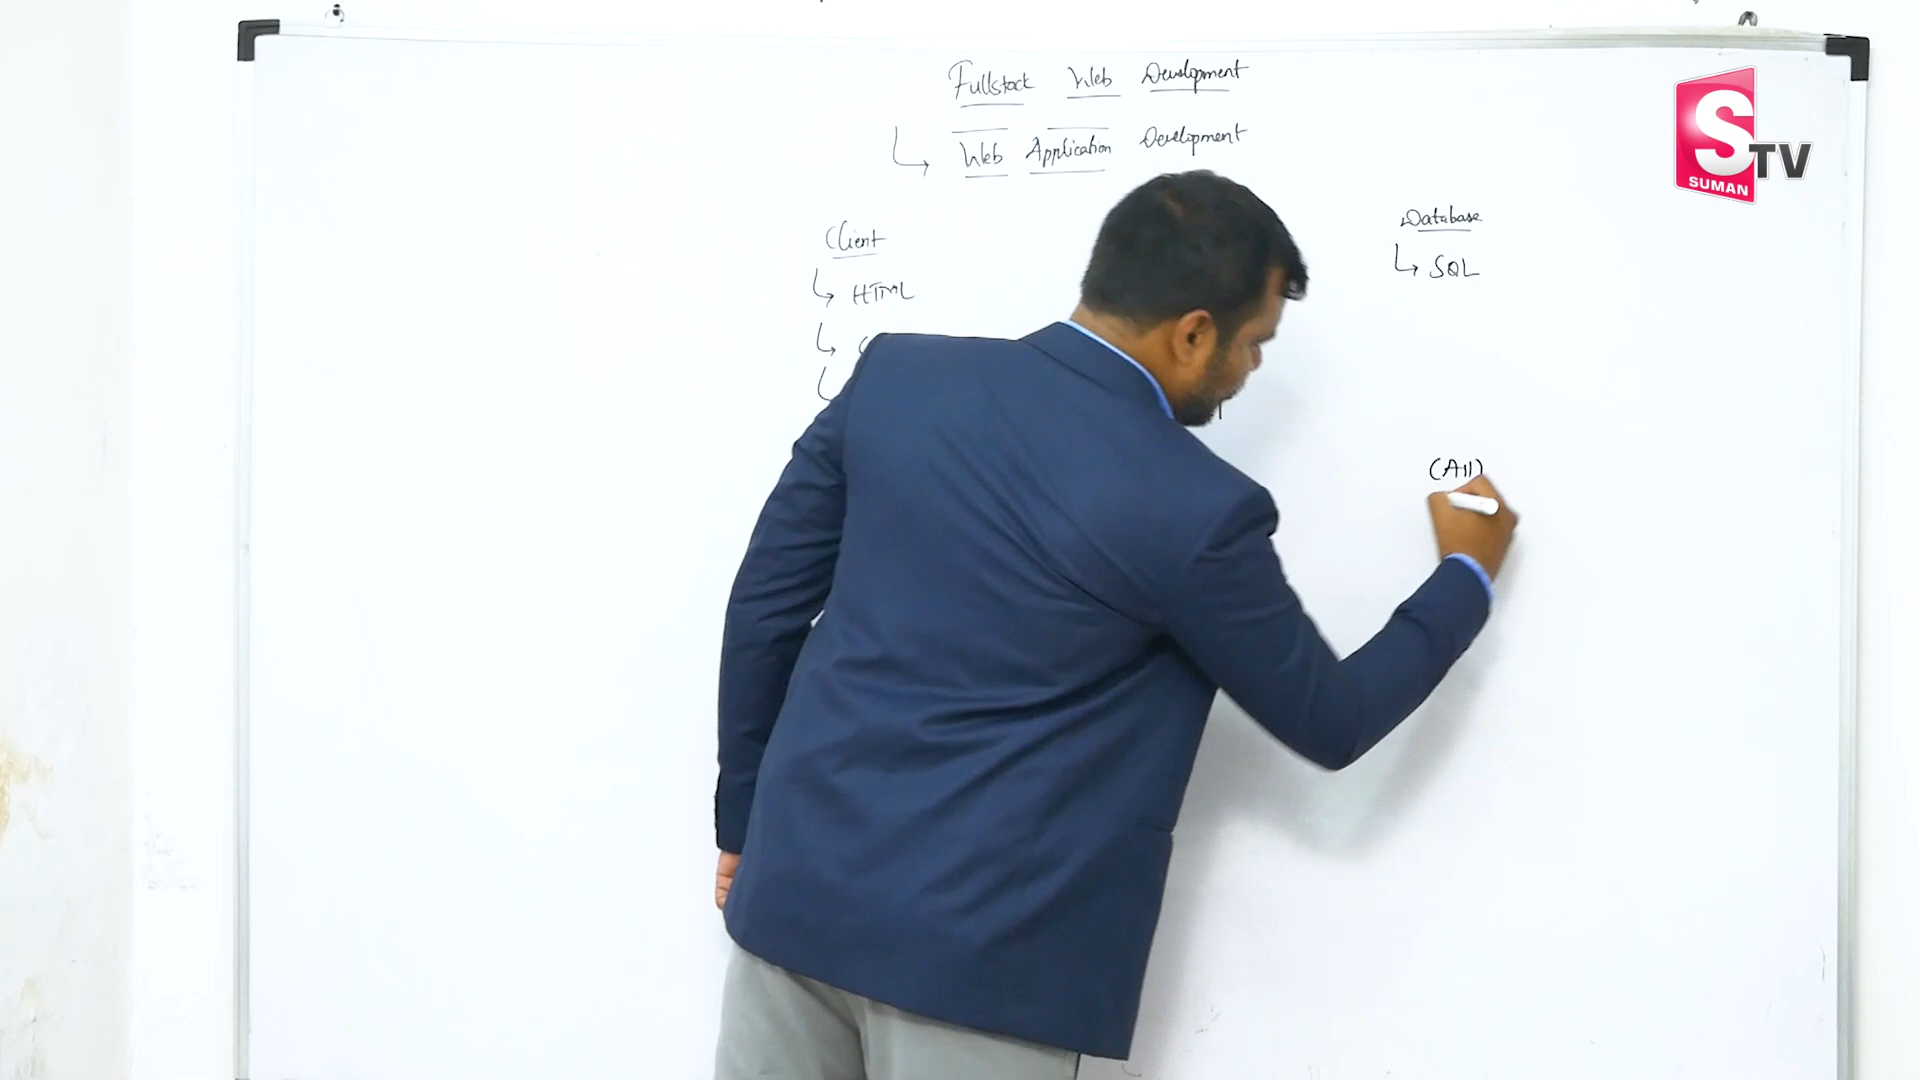 Fullstack Web Development
Web Application Development
Client
HTML
Database
SQL
(All)
S TV
SUMAN